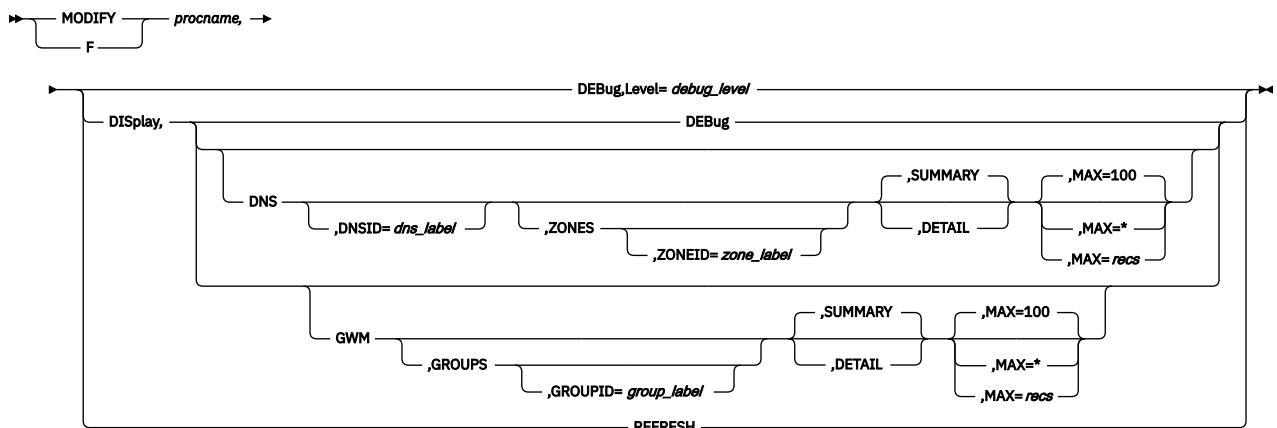 MODIFY procname,
F
DEBug,Level= debug_level
DISplay, DEBug
,SUMMARY ,MAX=100
DNS
,DNSID= dns_label ,ZONES ,DETAIL ,MAX=*
,ZONEID= zone_label ,MAX= recs
,SUMMARY ,MAX=100
GWM
,GROUPS ,DETAIL ,MAX=*
,GROUPID= group_label ,MAX= recs
REFRESH